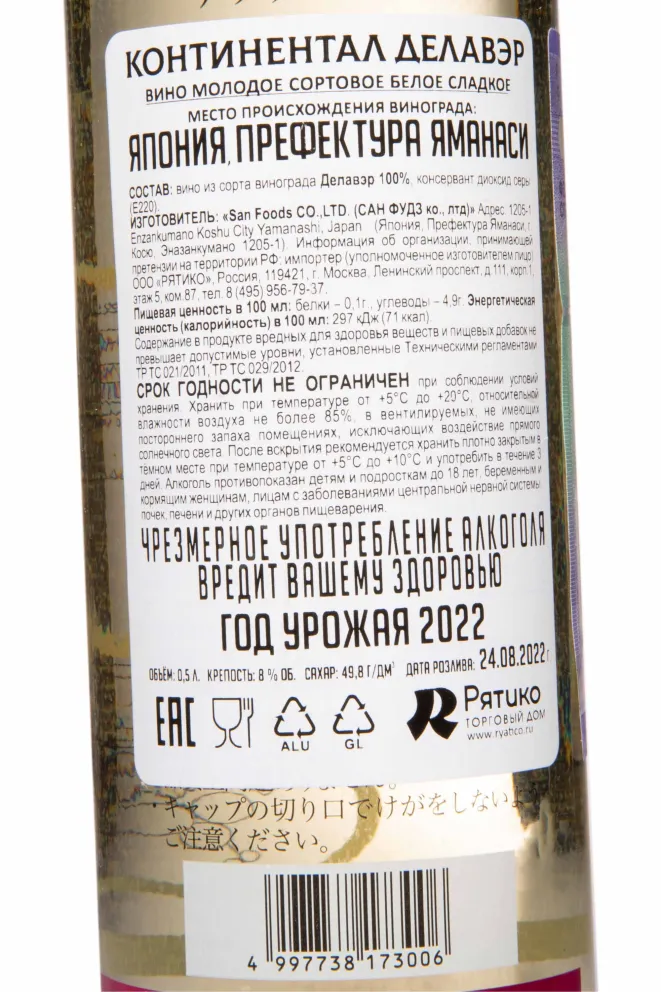 КОНТИНЕНТАЛ ДЕЛАВЭР
ВИНО МОЛОДОЕ СОРТОВОЕ БЕЛОЕ СЛАДКОЕ
МЕСТО ПРОИСХОЖДЕНИЯ ВИНОГРАДА:
ЯПОНИЯ, ПРЕФЕКТУРА ЯМАНАСИ
СОСТАВ: вино из сорта винограда Делавэр 100%, консервант диоксид серы
(Е220).
ИЗГОТОВИТЕЛЬ: «San Foods CO.,LTD. (САН ФУДЗ ко., лтд)» Адрес: 1205-1
Enzankumano Koshu City Yamanashi, Japan (Япония, Префектура Яманаси, г.
Косю, Эназанкумано 1205-1). Информация об организации, принимающей
претензии на территории РФ: импортер (уполномоченное изготовителем лицо)
ООО «РЯТИКО», Россия, 119421, г. Москва, Ленинский проспект, д.111, корп.1,
этаж 5, ком.87, тел. 8 (495) 956-79-37.
Пищевая ценность в 100 мл: белки – 0,1г., углеводы – 4,9г. Энергетическая
ценность (калорийность) в 100 мл: 297 кДж (71 ккал).
Содержание в продукте вредных для здоровья веществ и пищевых добавок не
превышает допустимые уровни, установленные Техническими регламентами
ТР ТС 021/2011, ТР ТС 029/2012.
СРОК ГОДНОСТИ НЕ ОГРАНИЧЕН при соблюдении условий
хранения. Хранить при температуре от +5°С до +20°С, относительной
влажности воздуха не более 85%, в вентилируемых, не имеющих
постороннего запаха помещениях, исключающих воздействие прямого
солнечного света. После вскрытия рекомендуется хранить плотно закрытым в
темном месте при температуре от +5°С до +10°С и употребить в течение 3
дней. Алкоголь противопоказан детям и подросткам до 18 лет, беременным и
кормящим женщинам, лицам с заболеваниями центральной нервной системы,
почек, печени и других органов пищеварения.
ЧРЕЗМЕРНОЕ УПОТРЕБЛЕНИЕ АЛКОГОЛЯ
ВРЕДИТ ВАШЕМУ ЗДОРОВЬЮ
ГОД УРОЖАЯ 2022
ОБЪЁМ: 0,5 Л. КРЕПОСТЬ: 8 % ОБ. САХАР: 49,8 Г/ДМ³ ДАТА РОЗЛИВА: 24.08.2022г.
EAC
ALU
GL
Рятико
ТОРГОВЫЙ ДОМ
www.ryatico.ru
・キャップの切り口でけがをしないよ
ご注意ください。
4 997738 173006